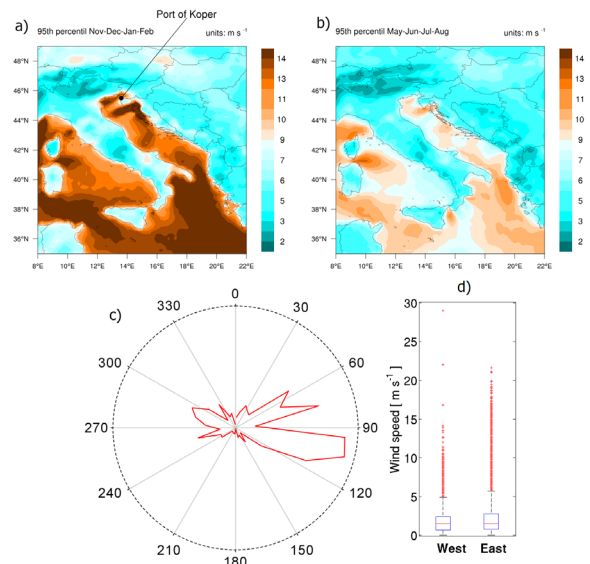 Port of Koper
a)
95th percentil Nov-Dec-Jan-Feb
units: m s -1
48°N
46°N
44°N
42°N
40°N
38°N
36°N
8°E 10°E 12°E 14°E 16°E 18°E 20°E 22°E
14
13
11
10
9
7
6
5
3
2
b)
95th percentil May-Jun-Jul-Aug
units: m s -1
48°N
46°N
44°N
42°N
40°N
38°N
36°N
8°E 10°E 12°E 14°E 16°E 18°E 20°E 22°E
14
13
11
10
9
7
6
5
3
2
c)
0
30
60
90
120
150
180
210
240
270
300
330
d)
Wind speed [ m s -1 ]
30
25
20
15
10
5
0
West East